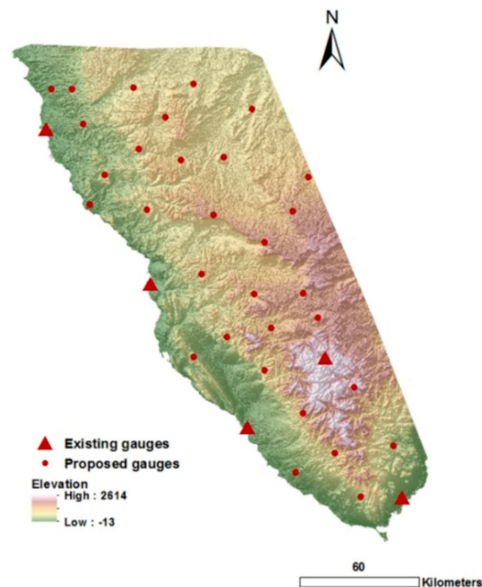 N
Existing gauges
Proposed gauges
Elevation
High : 2614
Low : -13
60
Kilometers